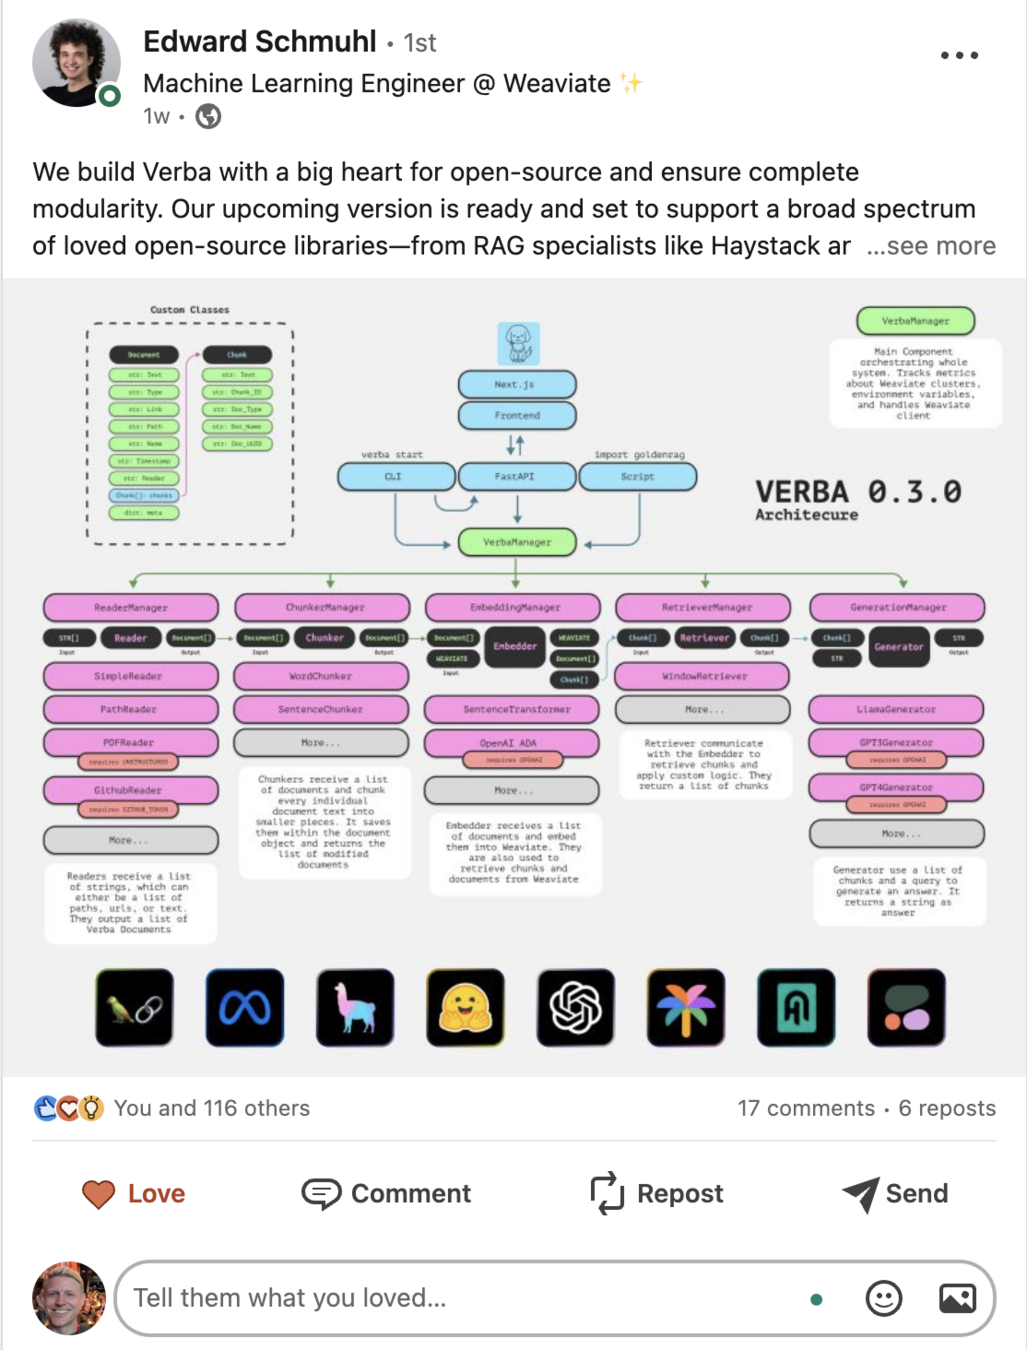 Edward Schmuhl • 1st
Machine Learning Engineer @ Weaviate ✨
1w •
We build Verba with a big heart for open-source and ensure complete
modularity. Our upcoming version is ready and set to support a broad spectrum
of loved open-source libraries—from RAG specialists like Haystack ar ...see more
Custom Classes
Document
str: Text
str: Type
str: Link
str: Path
str: Name
str: Timestamp
str: Reader
Chunk[]: chunks
dict: meta
Chunk
str: Text
str: Chunk_ID
str: Doc_Type
str: Doc_Name
str: Doc_UUID
Next.js
Frontend
verba start
import goldenrag
CLI
FastAPI
Script
VerbaManager
VerbaManager
Main Component
orchestrating whole
system. Tracks metrics
about Weaviate clusters,
environment variables,
and handles Weaviate
client
VERBA 0.3.0
Architecure
ReaderManager
STR[]
Input
Reader
Document[]
Output
SimpleReader
PathReader
PDFReader
requires UNSTRUCTURED
GithubReader
requires GITHUB_TOKEN
More...
Readers receive a list
of strings, which can
either be a list of
paths, urls, or text.
They output a list of
Verba Documents
ChunkerManager
Document[]
Input
Chunker
Document[]
Output
WordChunker
SentenceChunker
More...
Chunkers receive a list
of documents and chunk
every individual
document text into
smaller pieces. It saves
them within the document
object and returns the
list of modified
documents
EmbeddingManager
Document[]
WEAVIATE
Input
Embedder
WEAVIATE
Document[]
Chunk[]
SentenceTransformer
OpenAI ADA
requires OPENAI
More...
Embedder receives a list
of documents and embed
them into Weaviate. They
are also used to
retrieve chunks and
documents from Weaviate
RetrieverManager
Chunk[]
Input
Retriever
Chunk[]
Output
WindowRetriever
More...
Retriever communicate
with the Embedder to
retrieve chunks and
apply custom logic. They
return a list of chunks
GenerationManager
Chunk[]
STR
Generator
STR
Output
LlamaGenerator
GPT3Generator
requires OPENAI
GPT4Generator
requires OPENAI
More...
Generator use a list of
chunks and a query to
generate an answer. It
returns a string as
answer
You and 116 others
17 comments • 6 reposts
Love
Comment
Repost
Send
Tell them what you loved...